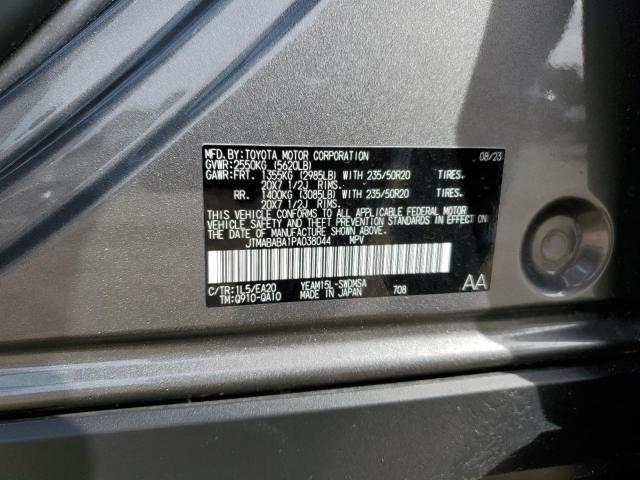 MFD. BY: TOYOTA MOTOR CORPORATION 08/23
GVWR: 2550KG (5620LB)
GAWR: FRT. 1355KG (2985LB) WITH 235/50R20 TIRES,
20X7 1/2J RIMS.
RR. 1400KG (3085LB) WITH 235/50R20 TIRES,
20X7 1/2J RIMS.
THIS VEHICLE CONFORMS TO ALL APPLICABLE FEDERAL MOTOR
VEHICLE SAFETY AND THEFT PREVENTION STANDARDS IN EFFECT ON
THE DATE OF MANUFACTURE SHOWN ABOVE.
JTMABABA1PA038044 MPV
C/TR: 1L5/EA20 YEAM15L-SWDMSA
TM: Q910-QA10 MADE IN JAPAN 708 AA